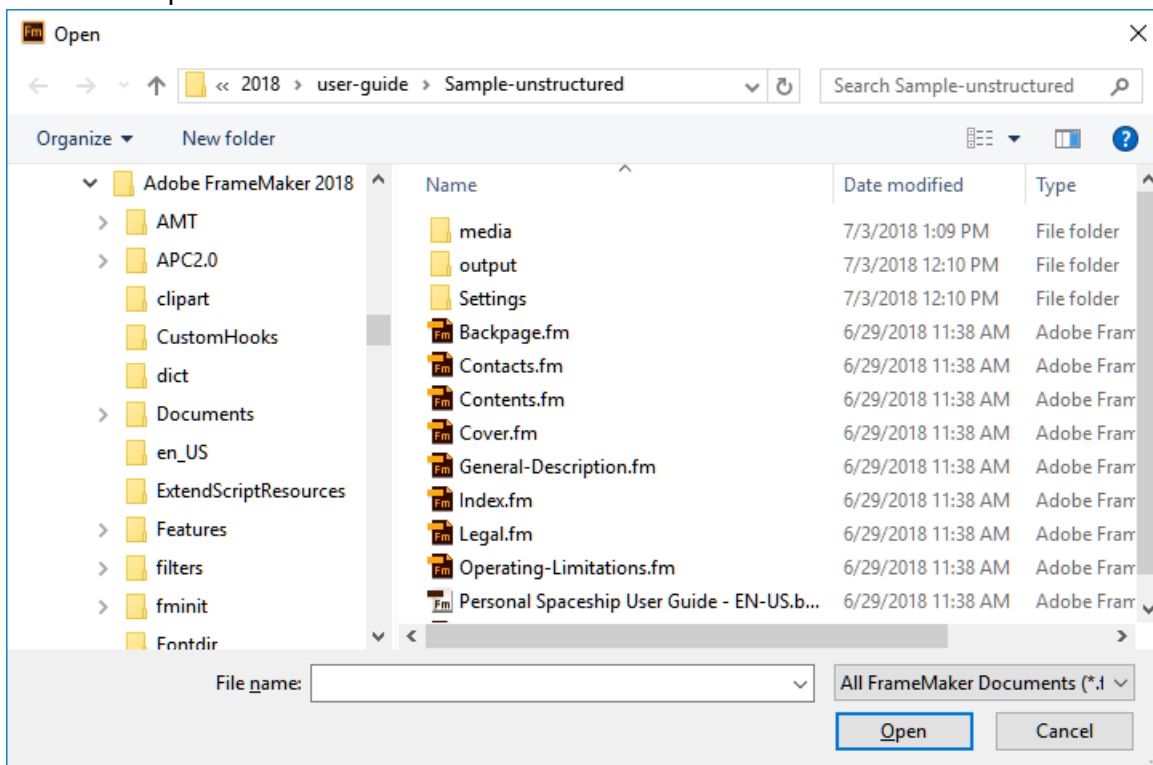 Open
« 2018 > user-guide > Sample-unstructured
Search Sample-unstructured
Organize
New folder
Adobe FrameMaker 2018
AMT
APC2.0
clipart
CustomHooks
dict
Documents
en_US
ExtendScriptResources
Features
filters
fminit
Fontdir
Name Date modified Type
media 7/3/2018 1:09 PM File folder
output 7/3/2018 12:10 PM File folder
Settings 7/3/2018 12:10 PM File folder
Backpage.fm 6/29/2018 11:38 AM Adobe Fram
Contacts.fm 6/29/2018 11:38 AM Adobe Fram
Contents.fm 6/29/2018 11:38 AM Adobe Fram
Cover.fm 6/29/2018 11:38 AM Adobe Fram
General-Description.fm 6/29/2018 11:38 AM Adobe Fram
Index.fm 6/29/2018 11:38 AM Adobe Fram
Legal.fm 6/29/2018 11:38 AM Adobe Fram
Operating-Limitations.fm 6/29/2018 11:38 AM Adobe Fram
Personal Spaceship User Guide - EN-US.b... 6/29/2018 11:38 AM Adobe Fram
File name:
All FrameMaker Documents (*.f
Open
Cancel